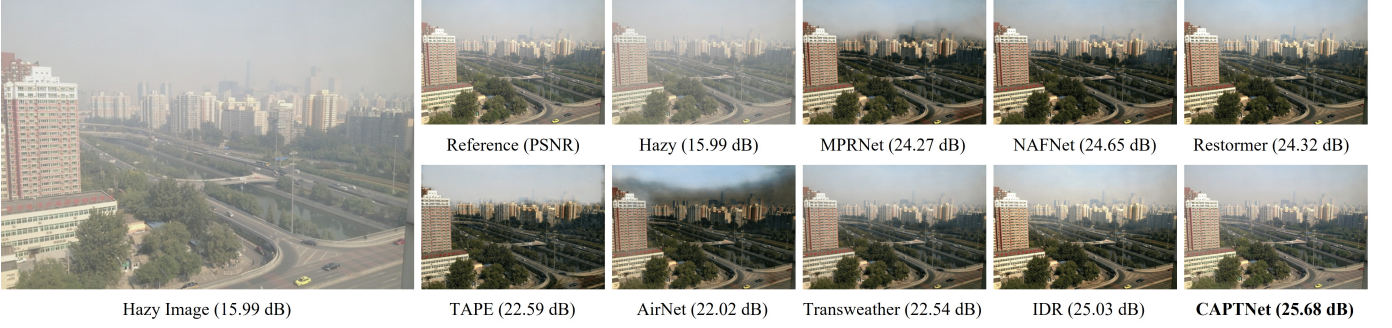 Reference (PSNR)
Hazy (15.99 dB)
MPRNet (24.27 dB)
NAFNet (24.65 dB)
Restormer (24.32 dB)
Hazy Image (15.99 dB)
TAPE (22.59 dB)
AirNet (22.02 dB)
Transweather (22.54 dB)
IDR (25.03 dB)
CAPTNet (25.68 dB)